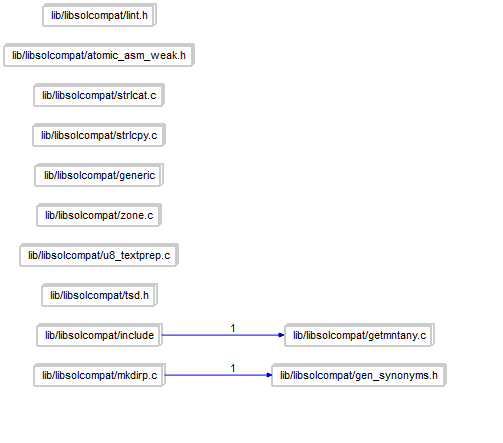 lib/libsolcompat/lint.h
lib/libsolcompat/atomic_asm_weak.h
lib/libsolcompat/strlcat.c
lib/libsolcompat/strlcpy.c
lib/libsolcompat/generic
lib/libsolcompat/zone.c
lib/libsolcompat/u8_textprep.c
lib/libsolcompat/tsd.h
lib/libsolcompat/include 1 lib/libsolcompat/getmntany.c
lib/libsolcompat/mkdirp.c 1 lib/libsolcompat/gen_synonyms.h